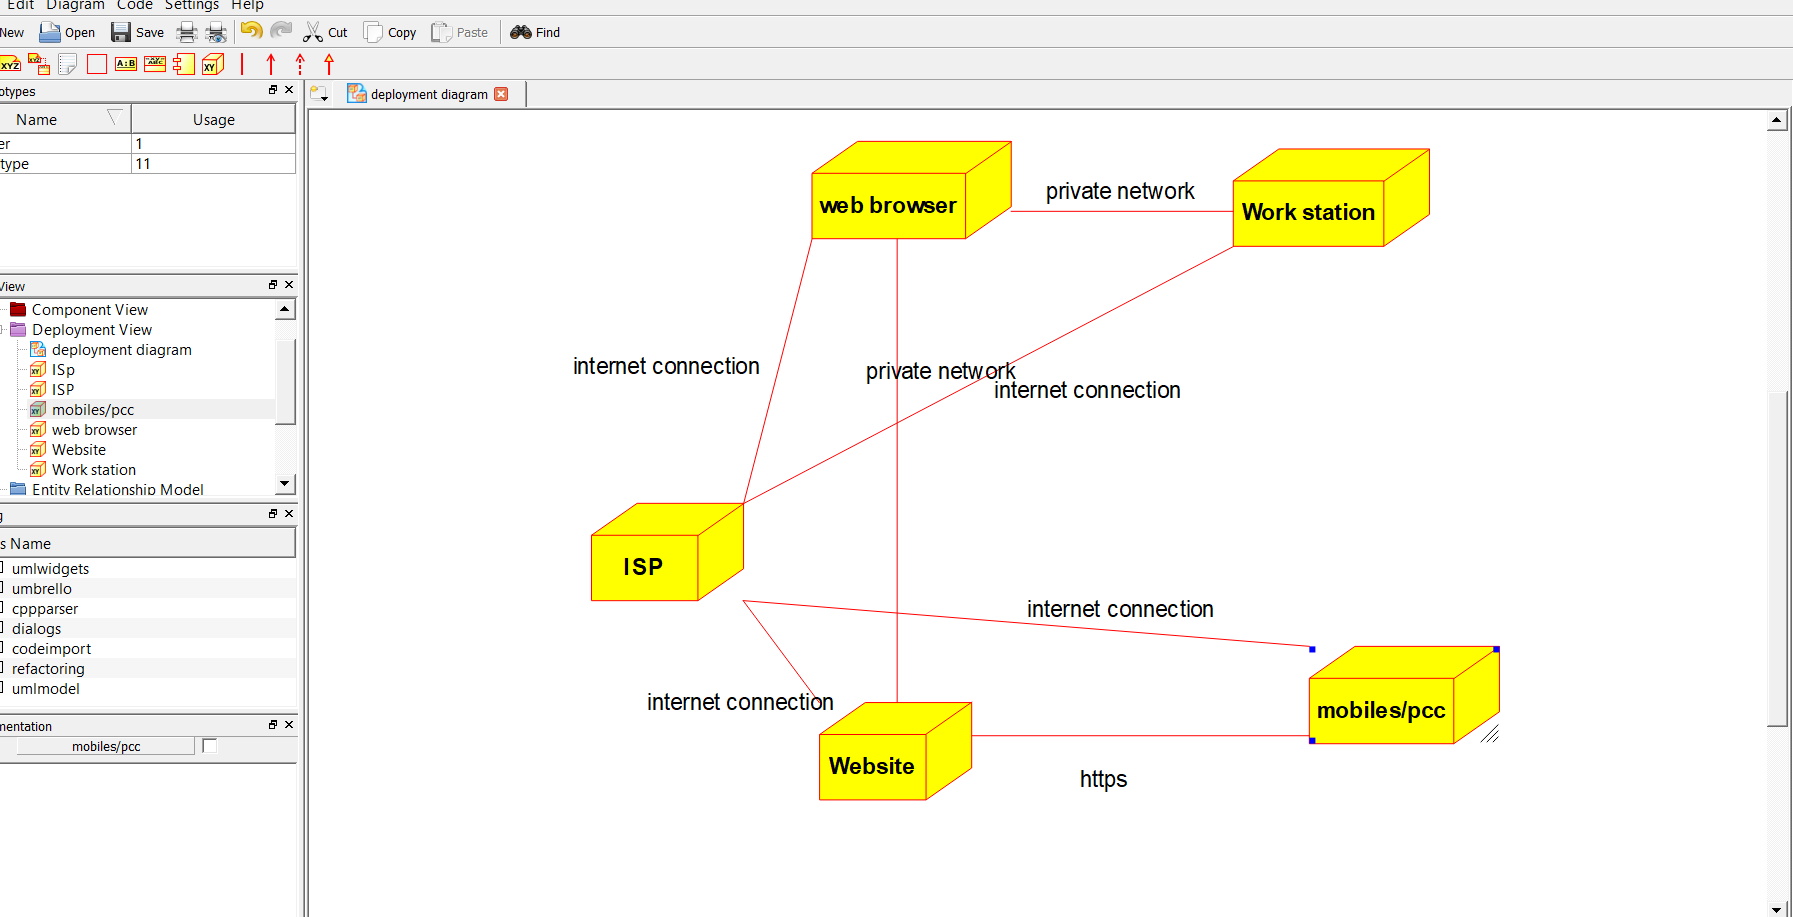 Edit Diagram Code Settings Help
New Open Save Cut Copy Paste Find
XYZ XYZ A:B ABC XY
otypes
Name Usage
er 1
type 11
View
Component View
Deployment View
deployment diagram
ISp
ISP
mobiles/pcc
web browser
Website
Work station
Entity Relationship Model
g
s Name
umlwidgets
umbrello
cppparser
dialogs
codeimport
refactoring
umlmodel
mentation
mobiles/pcc
deployment diagram
web browser
private network
Work station
internet connection
private network
internet connection
ISP
internet connection
internet connection
mobiles/pcc
Website
https